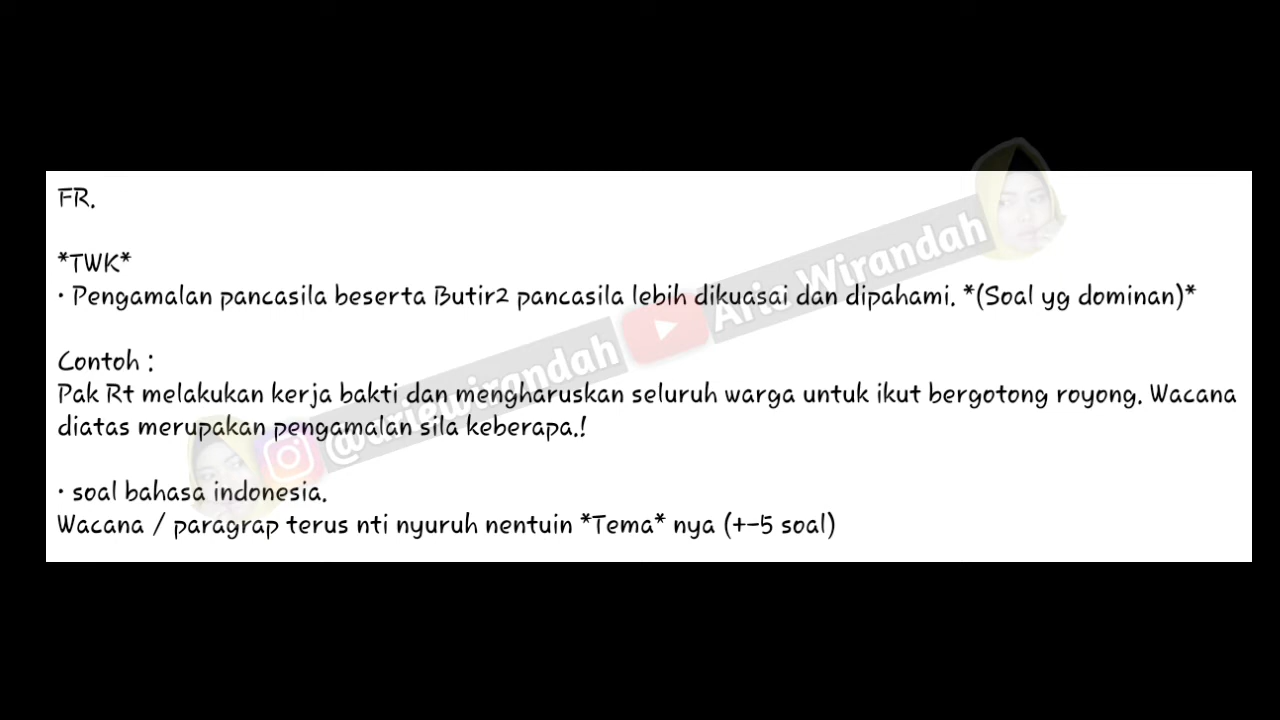 FR.
*TWK*
• Pengamalan pancasila beserta Butir2 pancasila lebih dikuasai dan dipahami. *(Soal yg dominan)*
Contoh :
Pak Rt melakukan kerja bakti dan mengharuskan seluruh warga untuk ikut bergotong royong. Wacana
diatas merupakan pengamalan sila keberapa.!
• soal bahasa indonesia.
Wacana / paragrap terus nti nyuruh nentuin *Tema* nya (+-5 soal)
@ariewirandah
Arie Wirandah